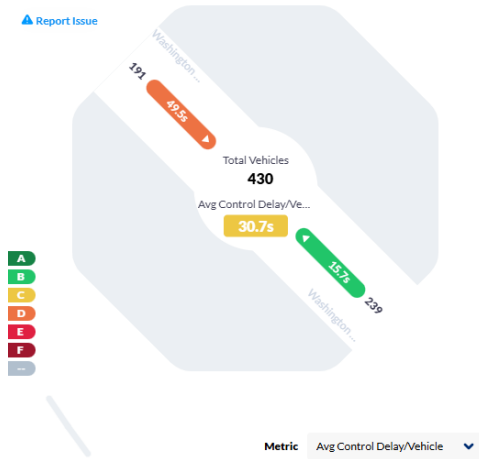 Report Issue
Washington ...
191
49.5s
Total Vehicles
430
Avg Control Delay/Ve...
30.7s
15.7s
239
Washington ...
A
B
C
D
E
F
--
Metric Avg Control Delay/Vehicle